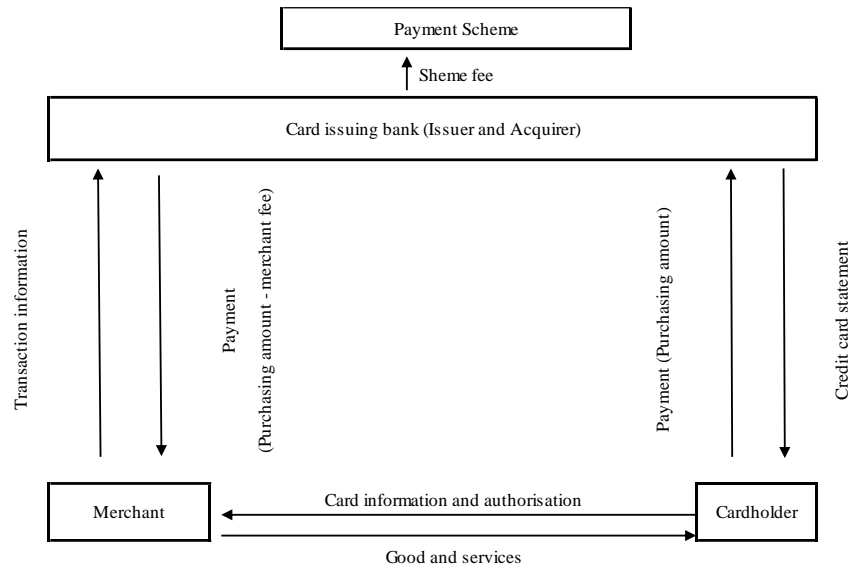 Payment Scheme
Sheme fee
Card issuing bank (Issuer and Acquirer)
Transaction information
Payment
(Purchasing amount - merchant fee)
Payment (Purchasing amount)
Credit card statement
Card information and authorisation
Merchant
Cardholder
Good and services